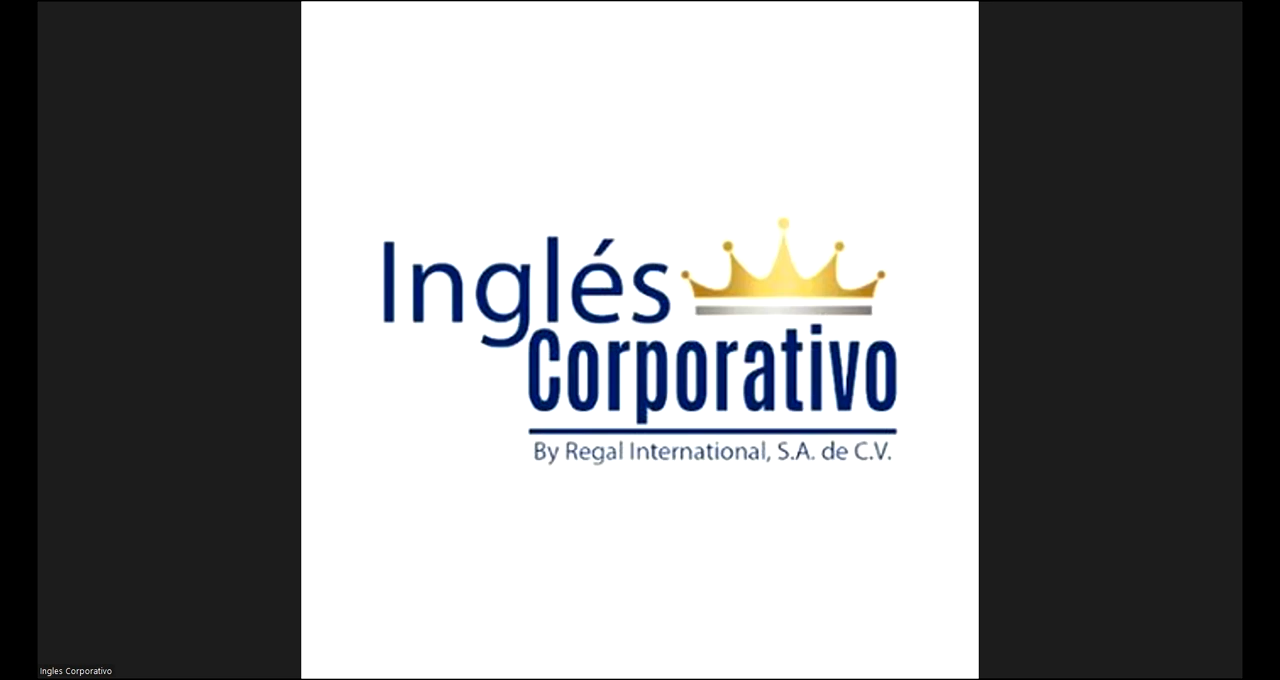 Inglés
Corporativo
By Regal International, S.A. de C.V.
Ingles Corporativo